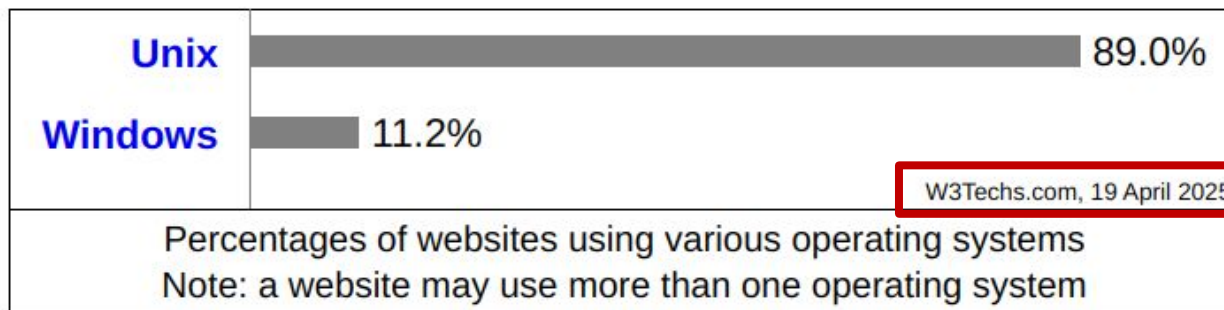 Unix 89.0%
Windows 11.2%
W3Techs.com, 19 April 2025
Percentages of websites using various operating systems
Note: a website may use more than one operating system